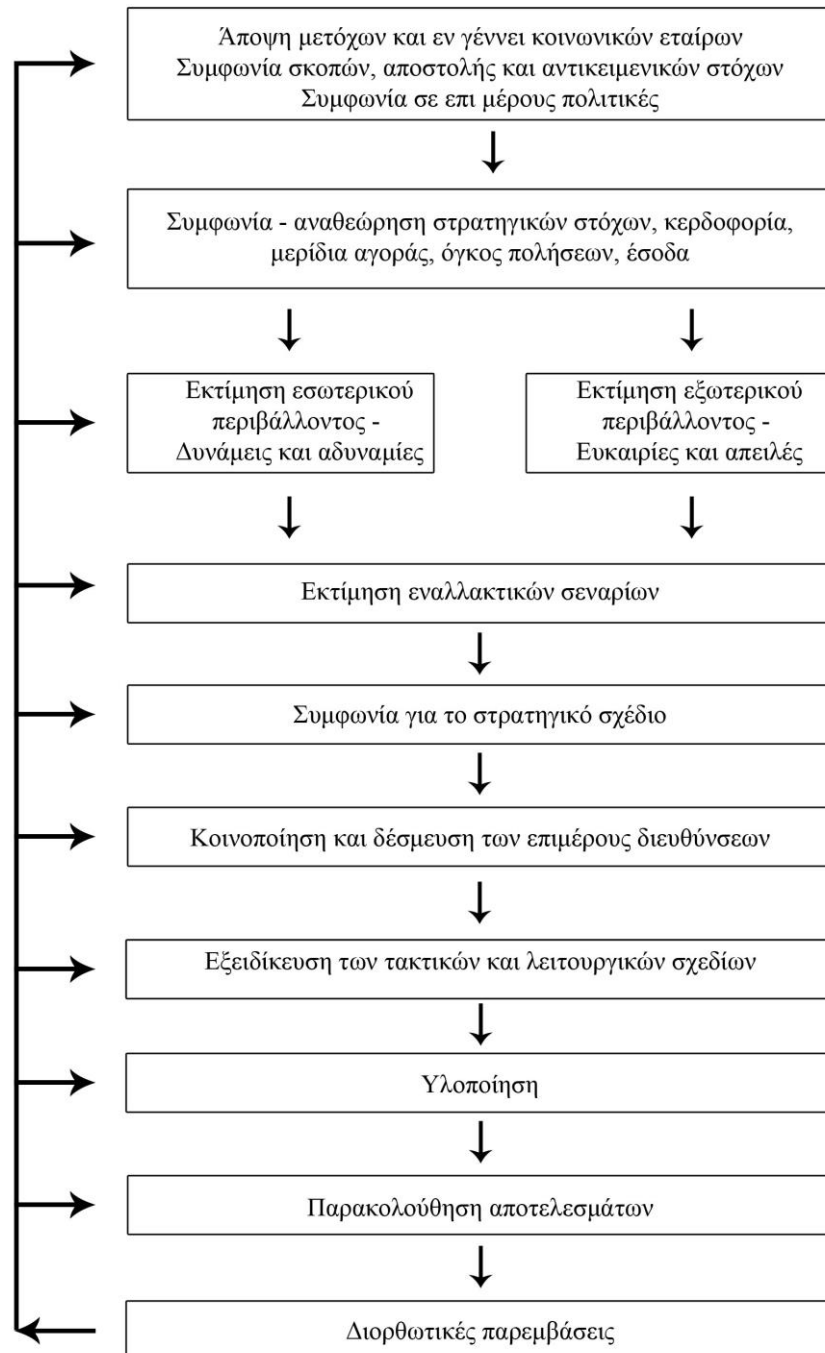 Άποψη μετόχων και εν γέννει κοινωνικών εταίρων
Συμφωνία σκοπών, αποστολής και αντικειμενικών στόχων
Συμφωνία σε επι μέρους πολιτικές
Συμφωνία - αναθεώρηση στρατηγικών στόχων, κερδοφορία,
μερίδια αγοράς, όγκος πολήσεων, έσοδα
Εκτίμηση εσωτερικού
περιβάλλοντος -
Δυνάμεις και αδυναμίες
Εκτίμηση εξωτερικού
περιβάλλοντος -
Ευκαιρίες και απειλές
Εκτίμηση εναλλακτικών σεναρίων
Συμφωνία για το στρατηγικό σχέδιο
Κοινοποίηση και δέσμευση των επιμέρους διευθύνσεων
Εξειδίκευση των τακτικών και λειτουργικών σχεδίων
Υλοποίηση
Παρακολούθηση αποτελεσμάτων
Διορθωτικές παρεμβάσεις